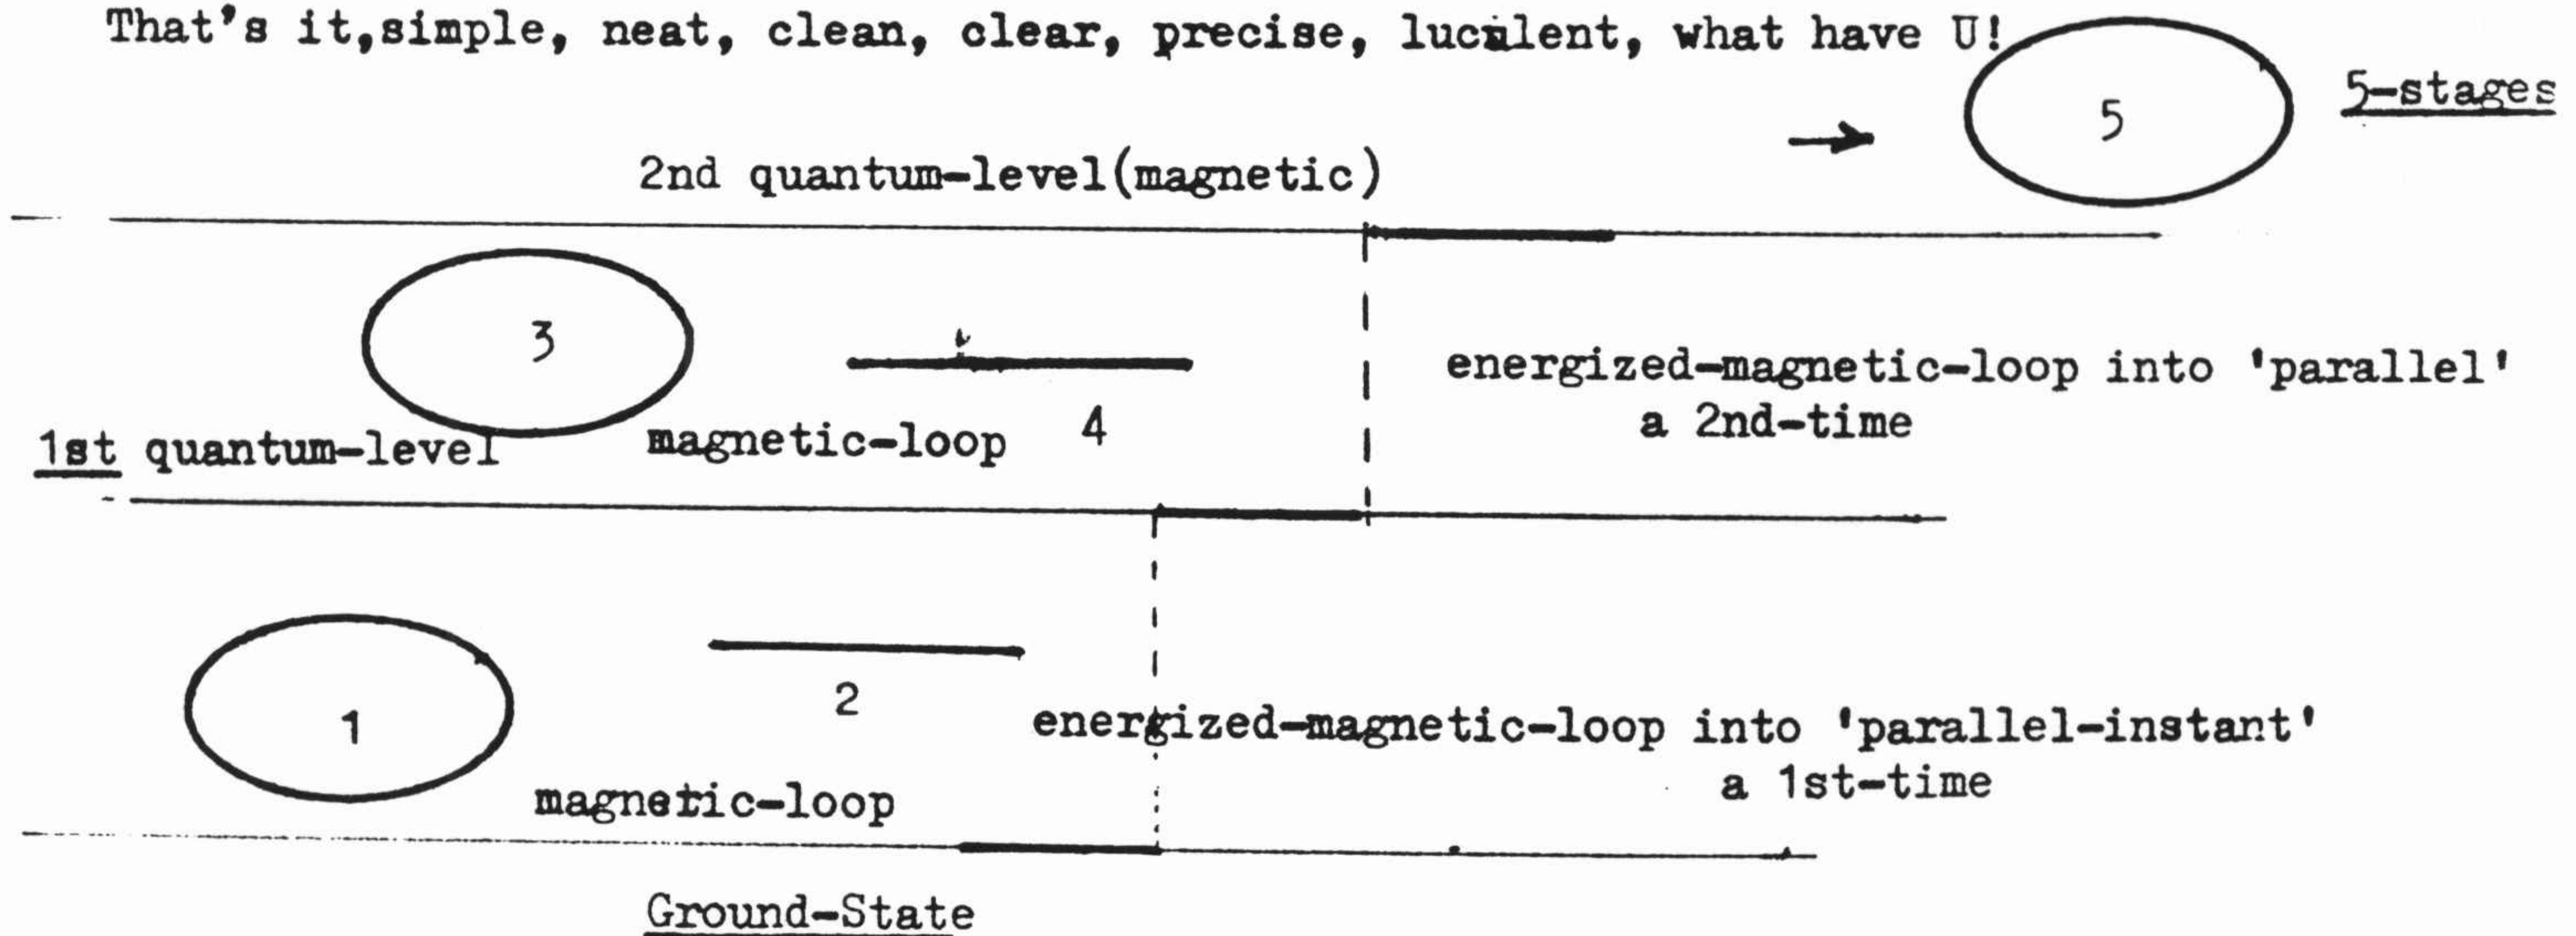 That's it,simple, neat, clean, clear, precise, luculent, what have U!
5
5-stages
2nd quantum-level(magnetic)
3
energized-magnetic-loop into 'parallel'
a 2nd-time
1st quantum-level
magnetic-loop
4
1
2
energized-magnetic-loop into 'parallel-instant'
a 1st-time
magnetic-loop
Ground-State